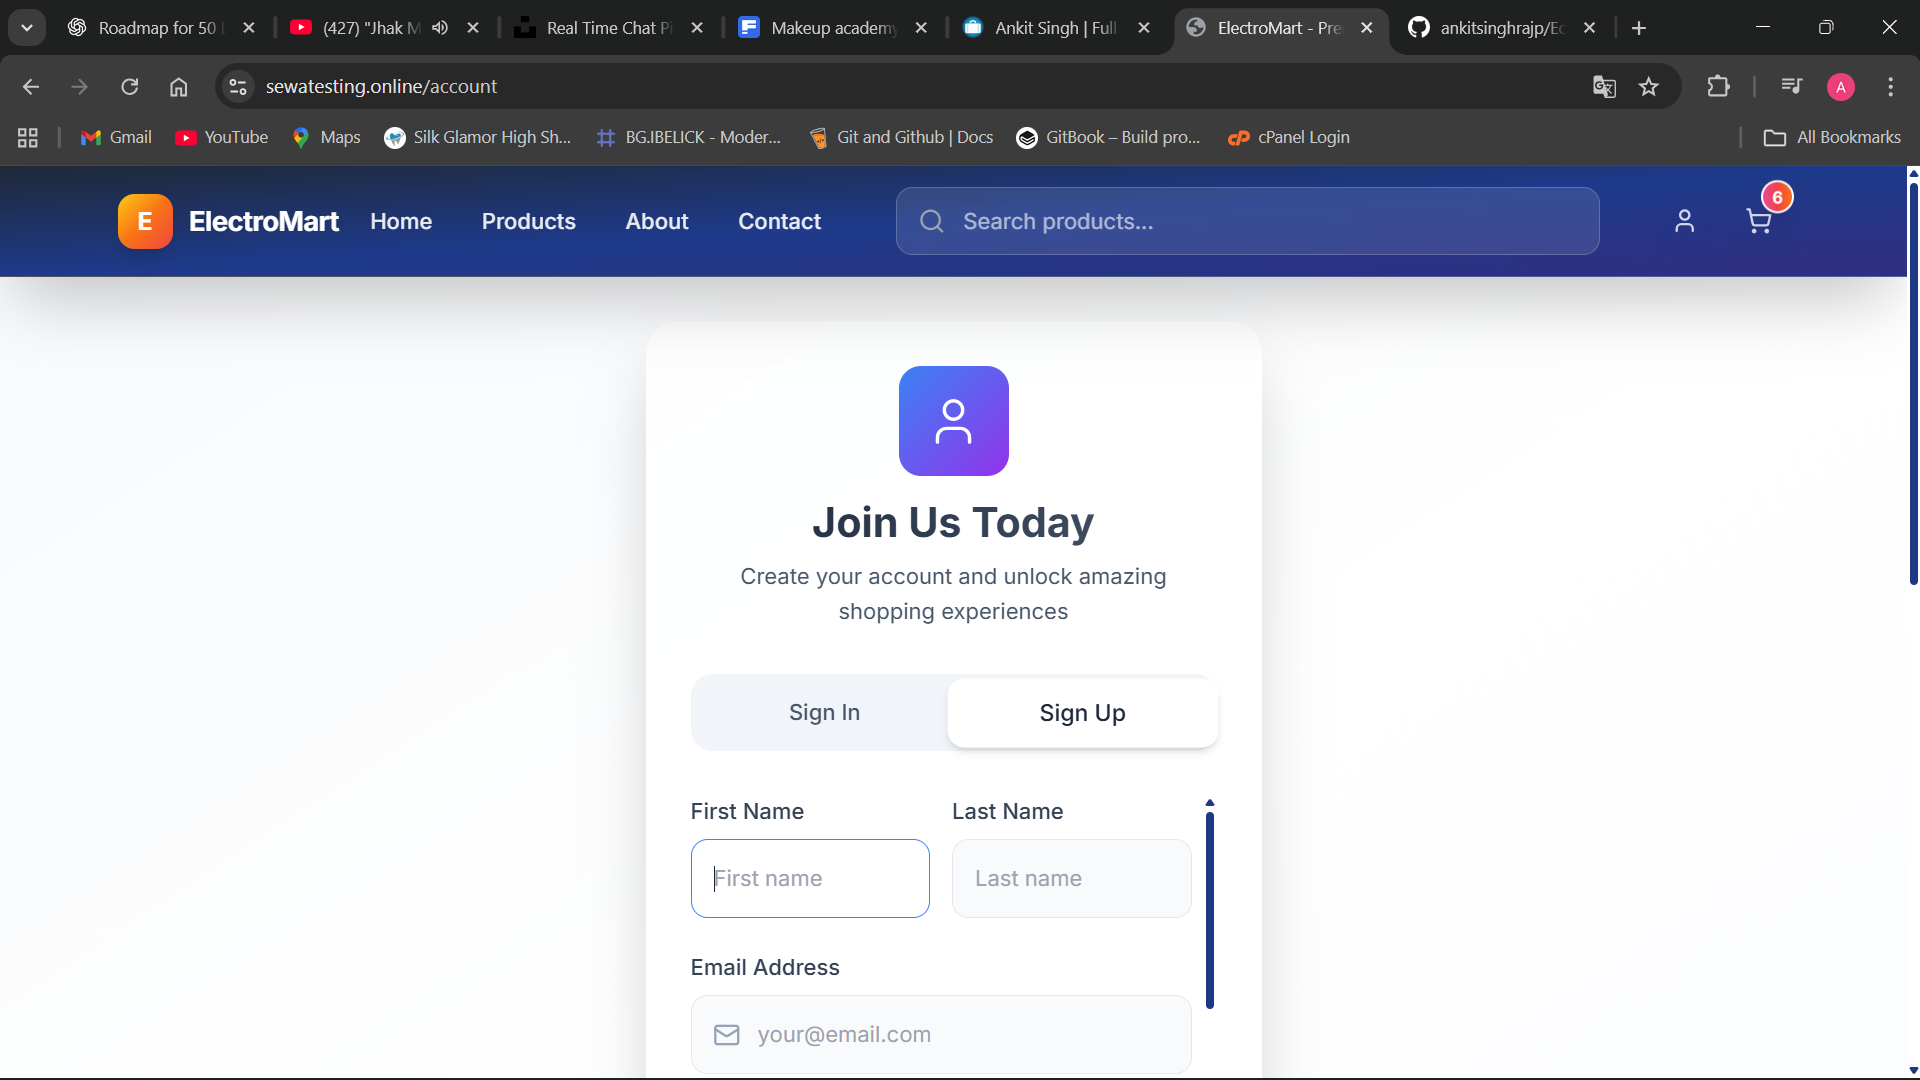 Roadmap for 50
(427) "Jhak M
Real Time Chat Pi
Makeup academy
Ankit Singh | Full
ElectroMart - Pre
ankitsinghrajp/Ec
sewatesting.online/account
A
Gmail
YouTube
Maps
Silk Glamor High Sh...
BG.IBELICK - Moder...
Git and Github | Docs
GitBook – Build pro...
cPanel Login
All Bookmarks
E
ElectroMart
Home
Products
About
Contact
Search products...
6
Join Us Today
Create your account and unlock amazing
shopping experiences
Sign In
Sign Up
First Name
Last Name
First name
Last name
Email Address
your@email.com